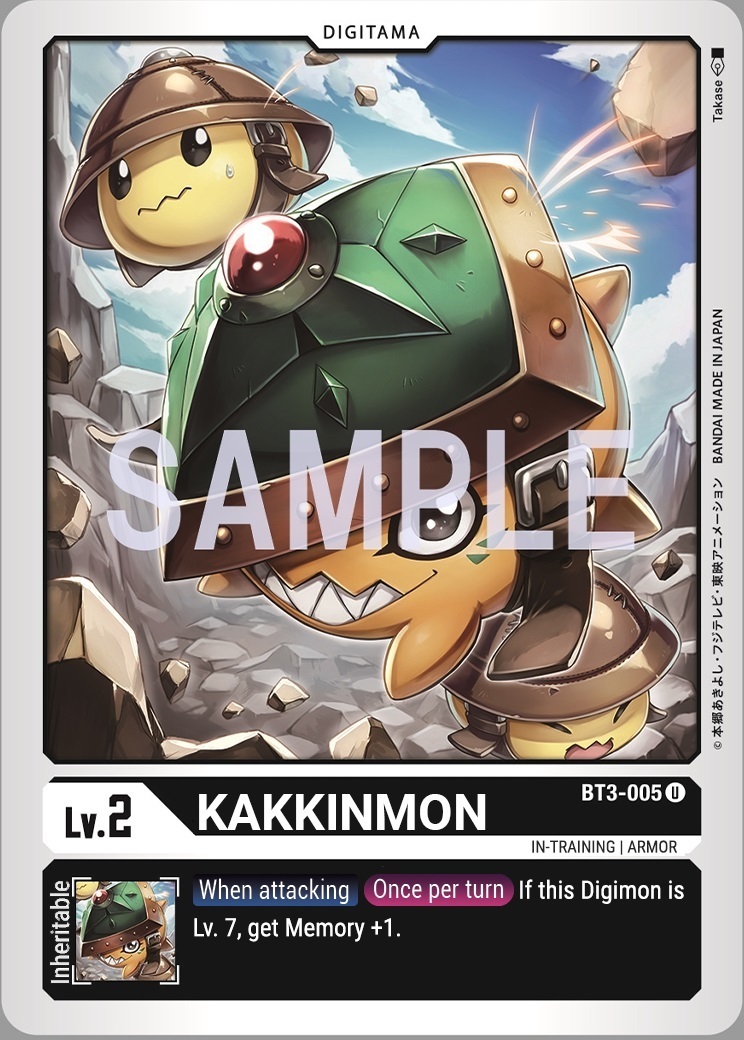 DIGITAMA
Takase
© 本郷あきよし・フジテレビ・東映アニメーション BANDAI MADE IN JAPAN
SAMPLE
Lv.2
KAKKINMON
BT3-005 U
IN-TRAINING | ARMOR
Inheritable
When attacking Once per turn If this Digimon is
Lv. 7, get Memory +1.